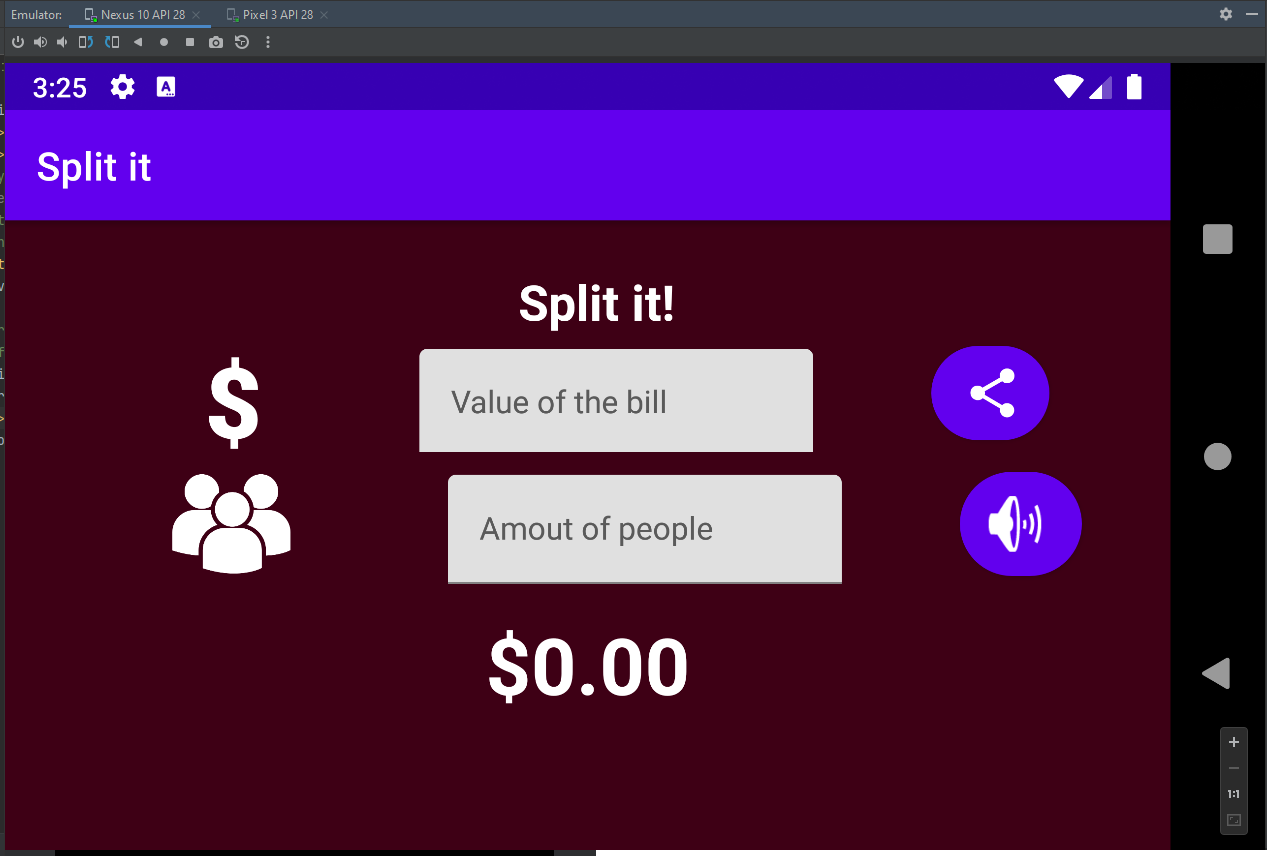 Emulator: Nexus 10 API 28 Pixel 3 API 28
3:25 A
Split it
Split it!
$
Value of the bill
Amout of people
$0.00
1:1